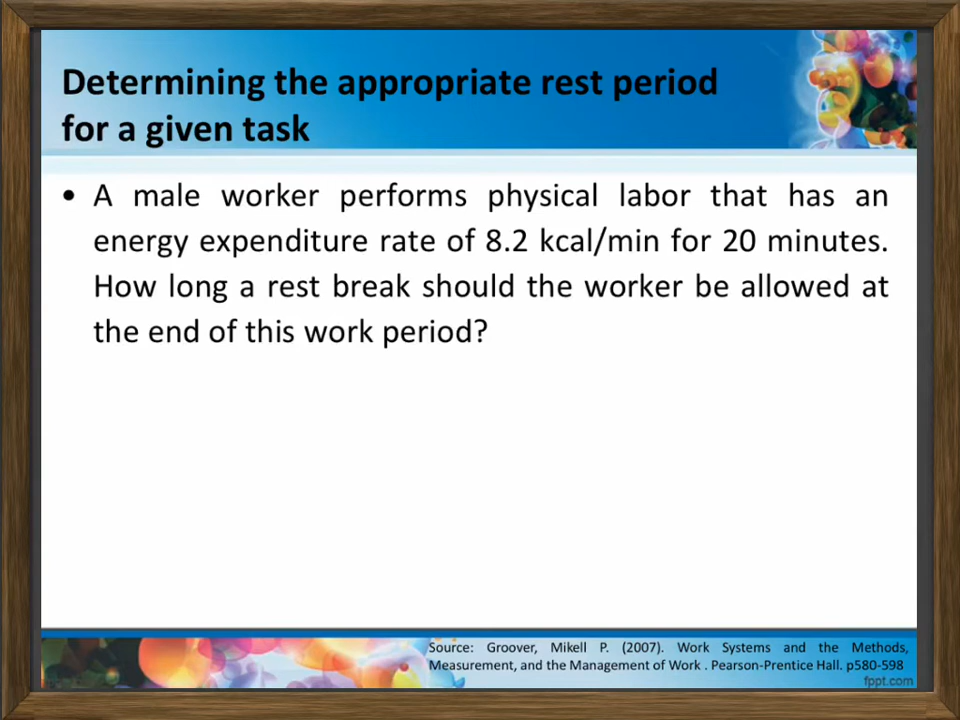 Determining the appropriate rest period
for a given task
• A male worker performs physical labor that has an
energy expenditure rate of 8.2 kcal/min for 20 minutes.
How long a rest break should the worker be allowed at
the end of this work period?
Source: Groover, Mikell P. (2007). Work Systems and the Methods,
Measurement, and the Management of Work . Pearson-Prentice Hall. p580-598
fppt.com